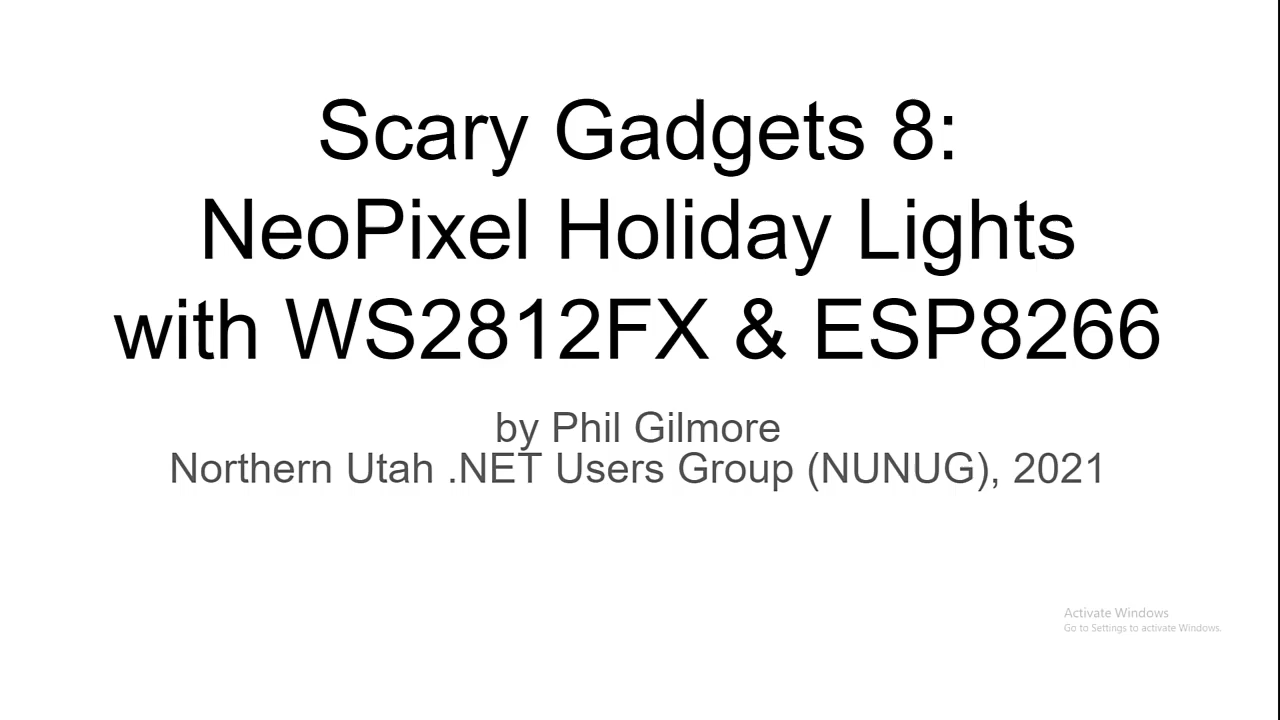 Scary Gadgets 8:
NeoPixel Holiday Lights
with WS2812FX & ESP8266
by Phil Gilmore
Northern Utah .NET Users Group (NUNUG), 2021
Activate Windows
Go to Settings to activate Windows.